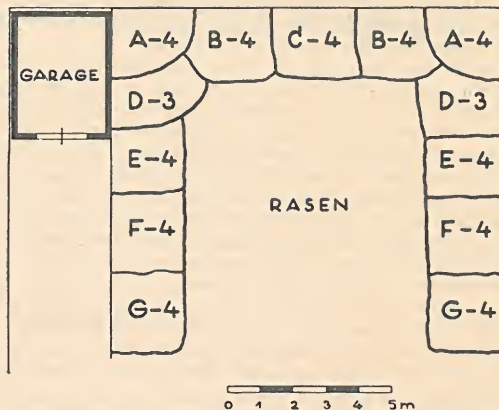 A-4 B-4 C-4 B-4 A-4
GARAGE
D-3 D-3
E-4 E-4
RASEN
F-4 F-4
G-4 G-4
0 1 2 3 4 5m